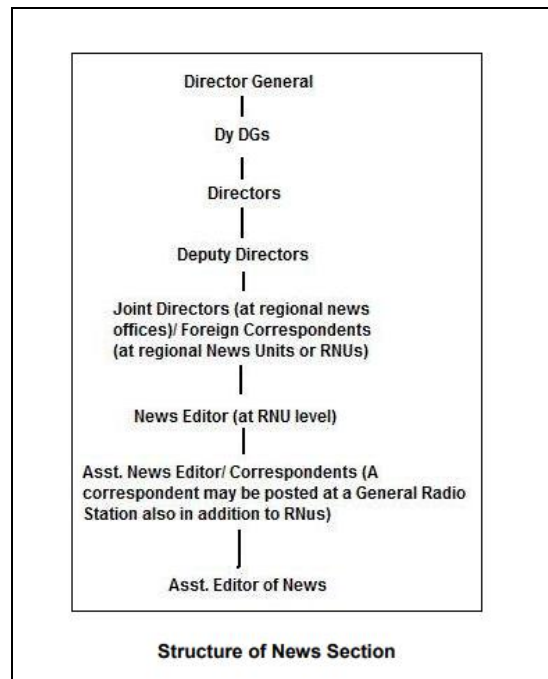 Director General
Dy DGs
Directors
Deputy Directors
Joint Directors (at regional news
offices)/ Foreign Correspondents
(at regional News Units or RNUs)
News Editor (at RNU level)
Asst. News Editor/ Correspondents (A
correspondent may be posted at a General Radio
Station also in addition to RNus)
Asst. Editor of News
Structure of News Section